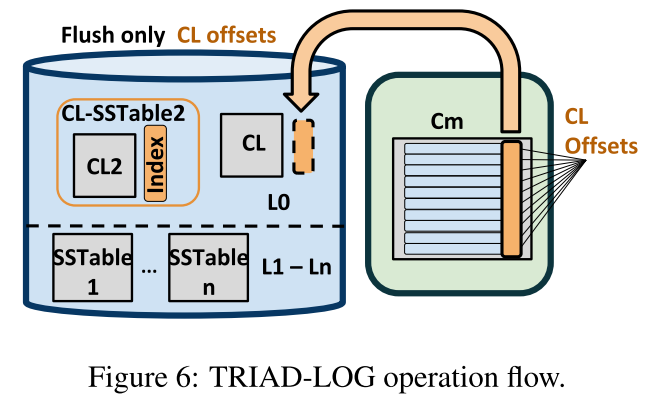 Flush only CL offsets
CL-SSTable2
CL2
Index
CL
L0
SSTable
1
...
SSTable
n
L1 – Ln
Cm
CL
Offsets
Figure 6: TRIAD-LOG operation flow.